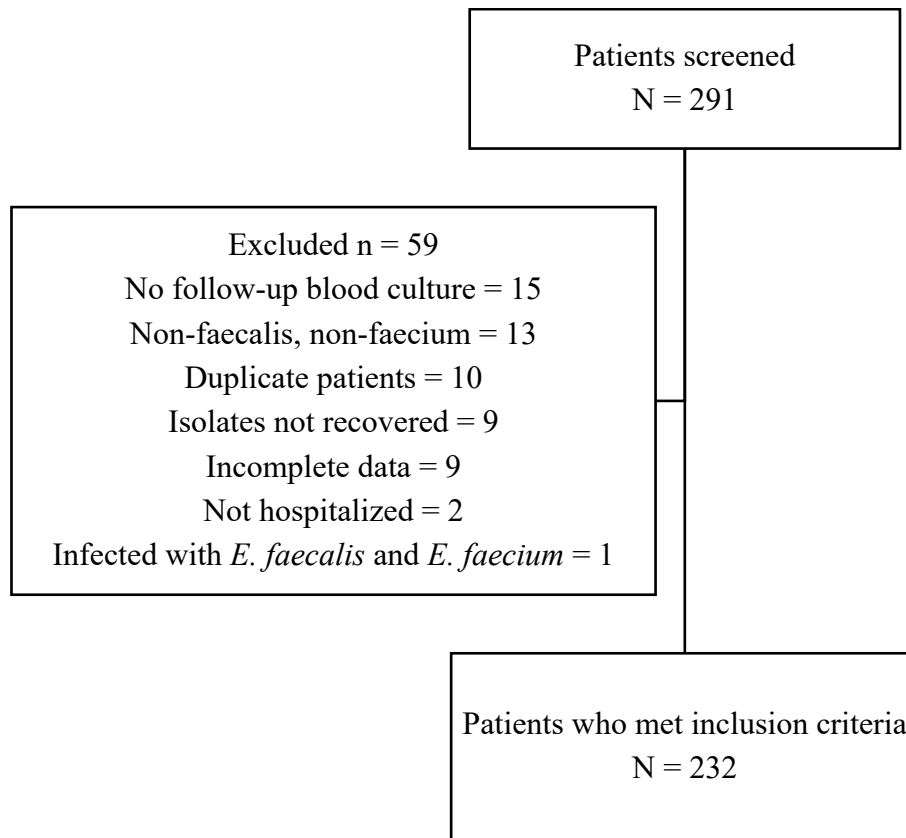 Patients screened
N = 291
Excluded n = 59
No follow-up blood culture = 15
Non-faecalis, non-faecium = 13
Duplicate patients = 10
Isolates not recovered = 9
Incomplete data = 9
Not hospitalized = 2
Infected with E. faecalis and E. faecium = 1
Patients who met inclusion criteria
N = 232